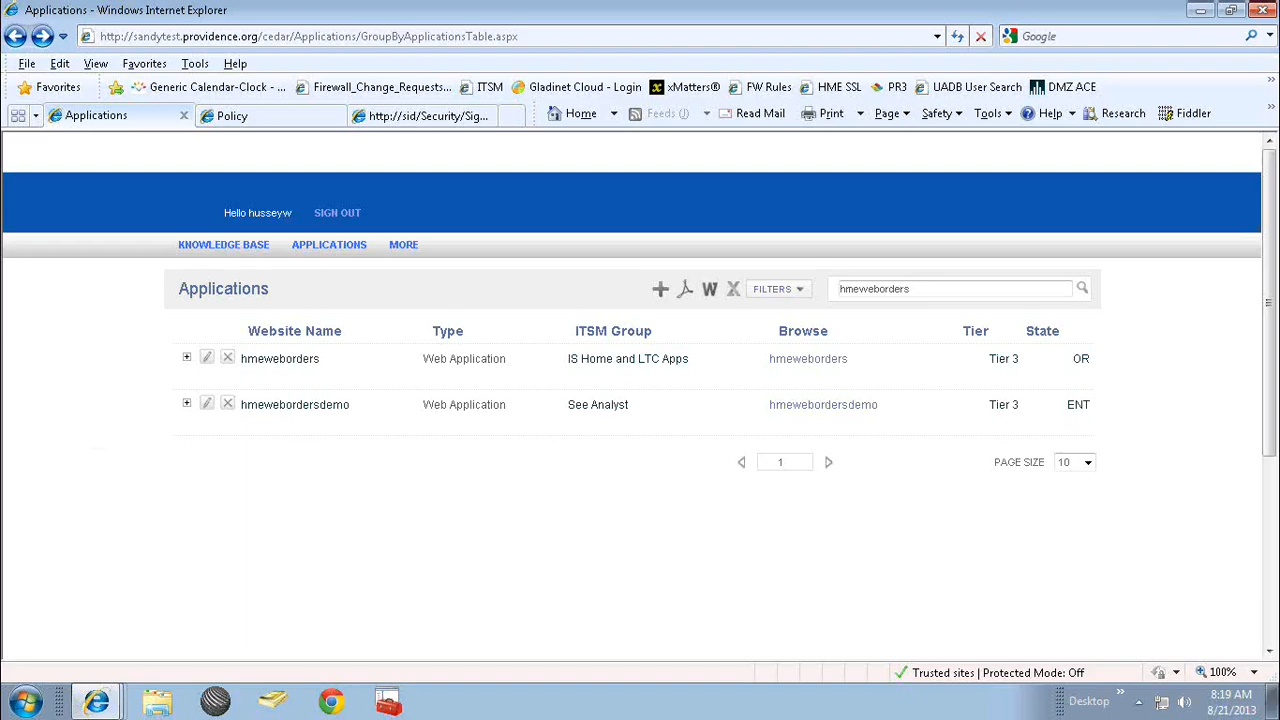 Applications - Windows Internet Explorer
http://sandytest.providence.org/cedar/Applications/GroupByApplicationsTable.aspx
Google
File Edit View Favorites Tools Help
Favorites Generic Calendar-Clock - ... Firewall_Change_Requests... ITSM Gladinet Cloud - Login xMatters® FW Rules HME SSL PR3 UADB User Search DMZ ACE
Applications Policy http://sid/Security/Sig... Home Feeds (J) Read Mail Print Page Safety Tools Help Research Fiddler
Hello husseyw SIGN OUT
KNOWLEDGE BASE APPLICATIONS MORE
Applications W X FILTERS hmeweborders
Website Name Type ITSM Group Browse Tier State
hmeweborders Web Application IS Home and LTC Apps hmeweborders Tier 3 OR
hmewebordersdemo Web Application See Analyst hmewebordersdemo Tier 3 ENT
1 PAGE SIZE 10
Trusted sites | Protected Mode: Off 100%
Desktop 8:19 AM
8/21/2013